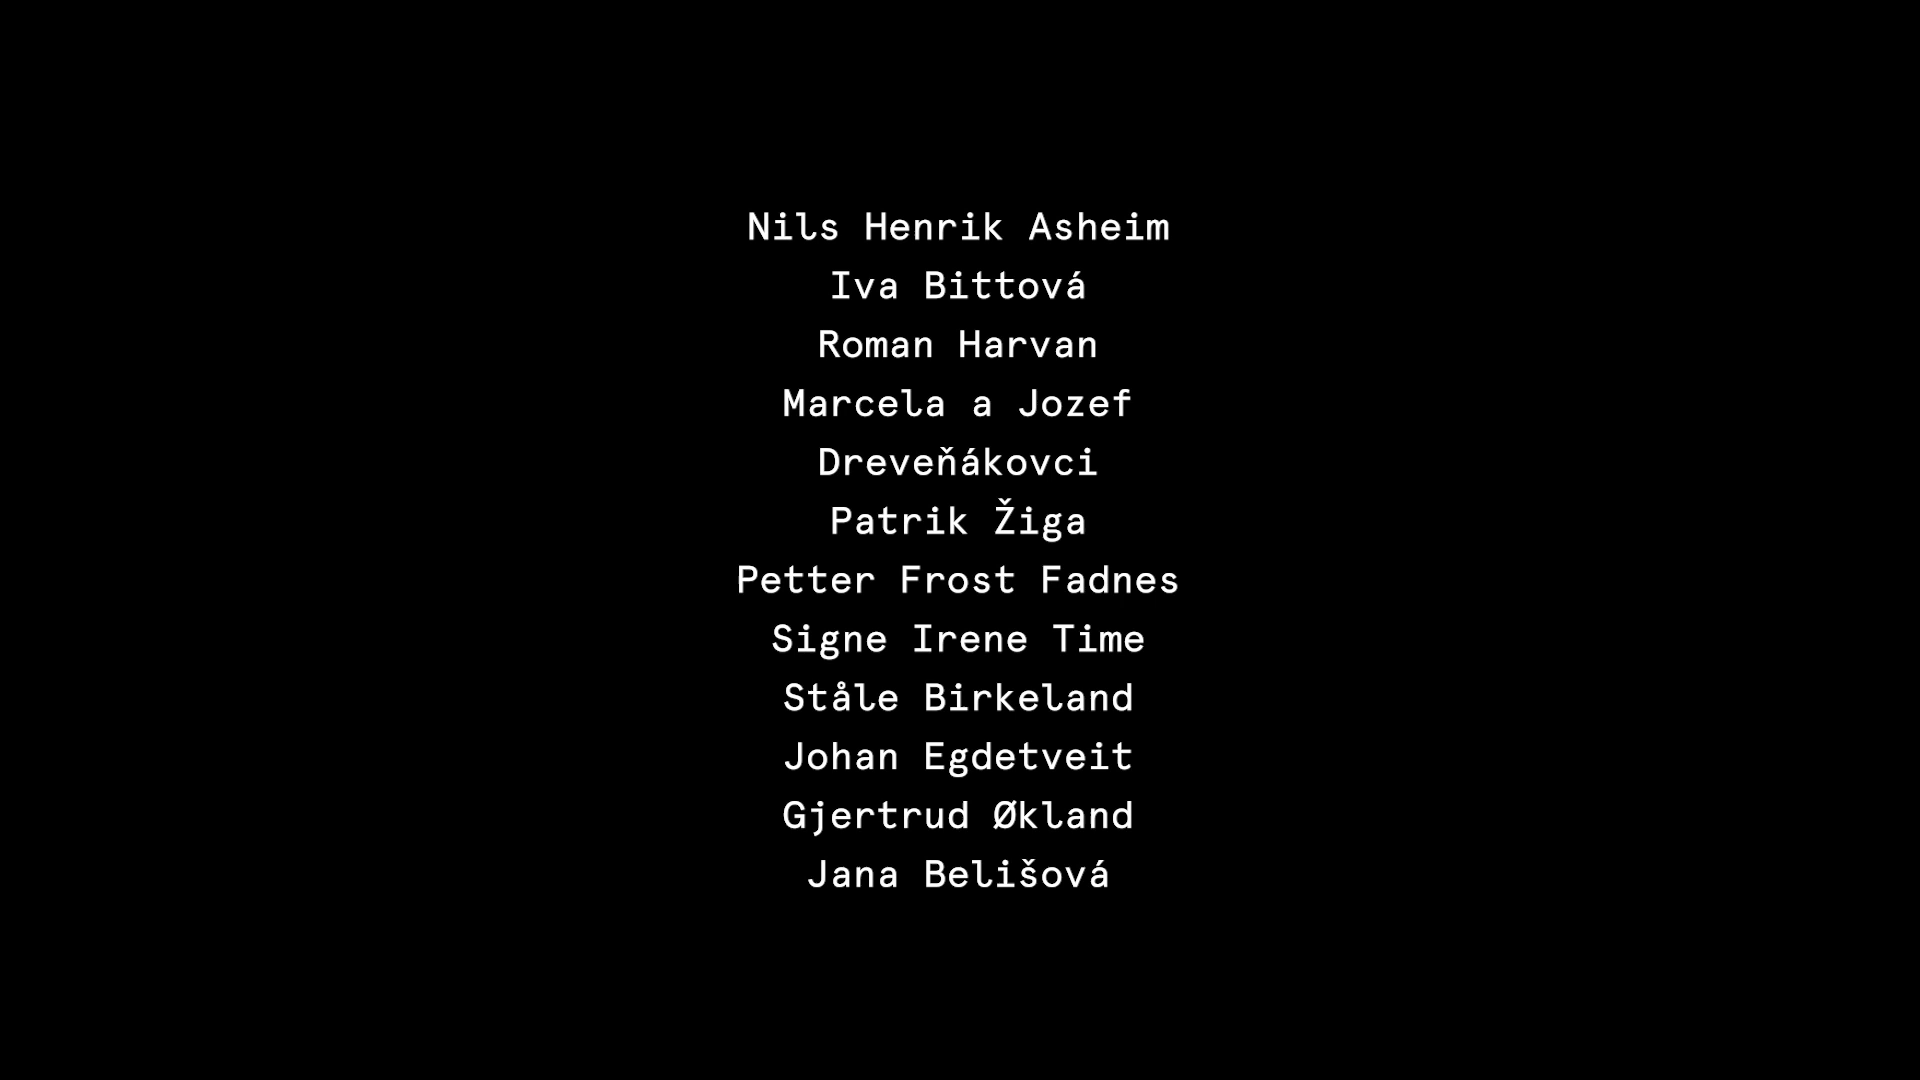 Nils Henrik Asheim
Iva Bittová
Roman Harvan
Marcela a Jozef
Dreveňákovci
Patrik Žiga
Petter Frost Fadnes
Signe Irene Time
Ståle Birkeland
Johan Egdetveit
Gjertrud Økland
Jana Belišová